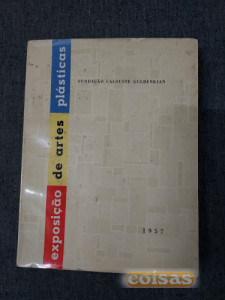 FUNDAÇÃO CALOUSTE GULBENKIAN
exposição de artes plásticas
1957
coisas